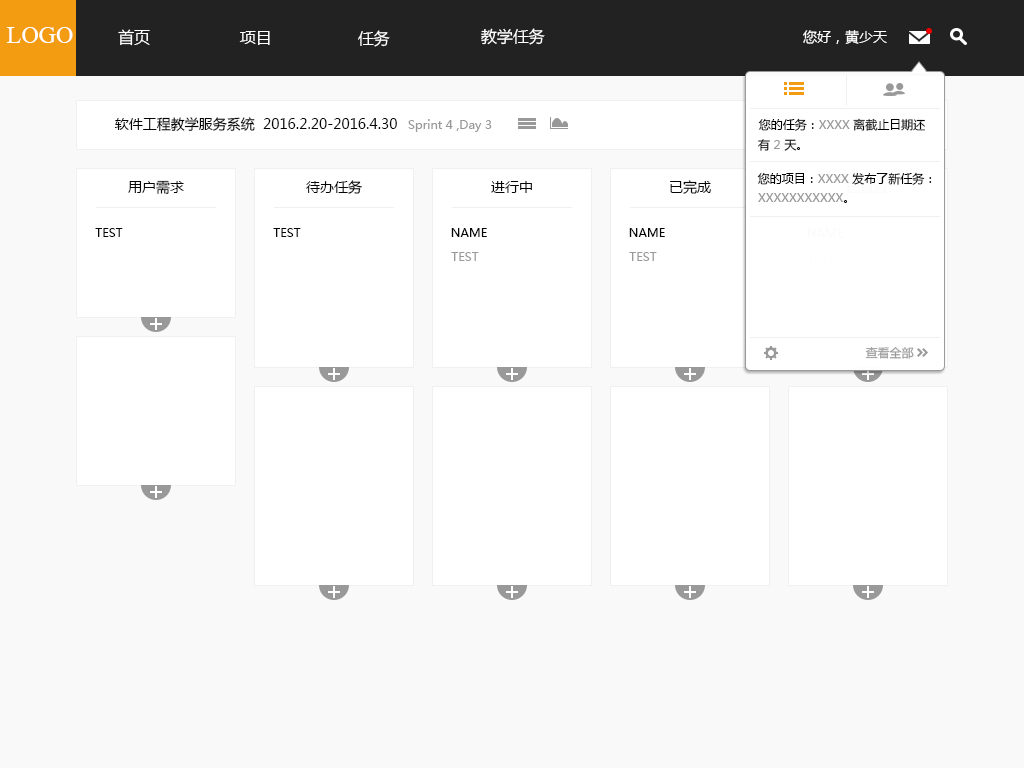 LOGO
首页
项目
任务
教学任务
您好，黄少天
软件工程教学服务系统 2016.2.20-2016.4.30 Sprint 4 ,Day 3
用户需求
TEST
待办任务
TEST
进行中
NAME
TEST
已完成
NAME
TEST
您的任务：XXXX 离截止日期还
有 2 天。
您的项目：XXXX 发布了新任务：
XXXXXXXXXXX。
查看全部